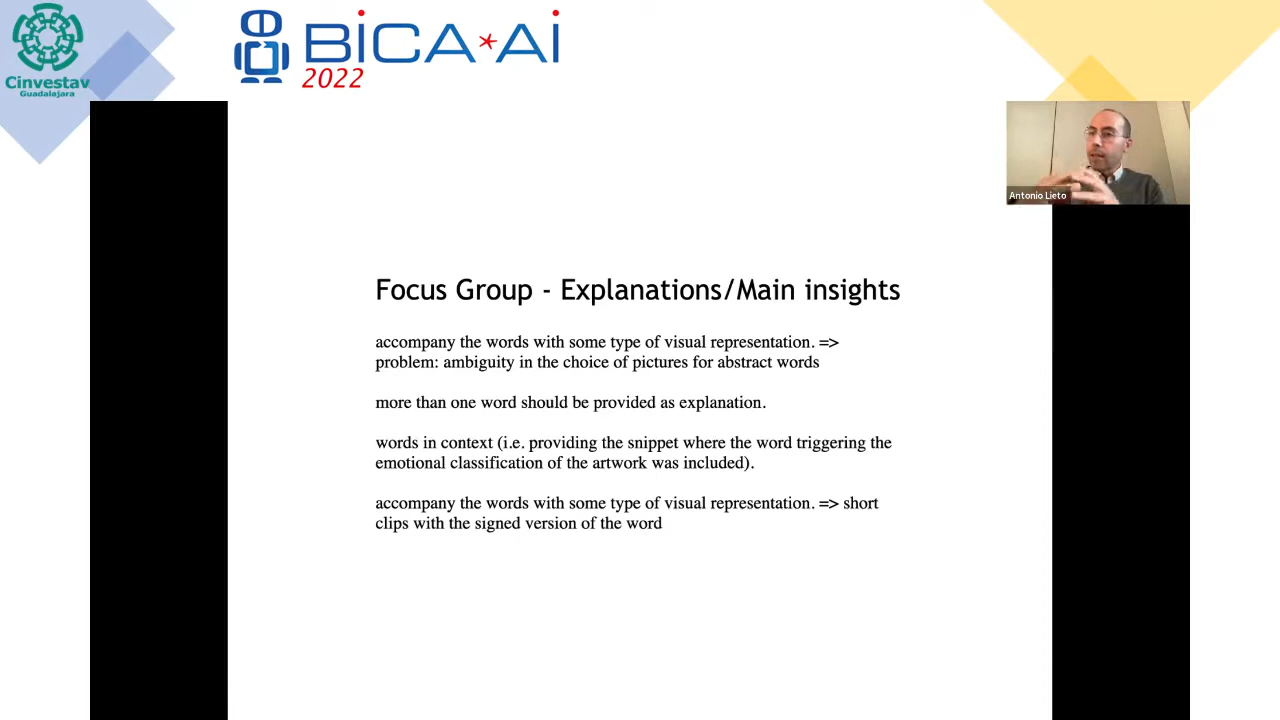 Cinvestav
Guadalajara
BiCA*Ai
2022
Antonio Lieto
Focus Group - Explanations/Main insights
accompany the words with some type of visual representation. =>
problem: ambiguity in the choice of pictures for abstract words
more than one word should be provided as explanation.
words in context (i.e. providing the snippet where the word triggering the
emotional classification of the artwork was included).
accompany the words with some type of visual representation. => short
clips with the signed version of the word